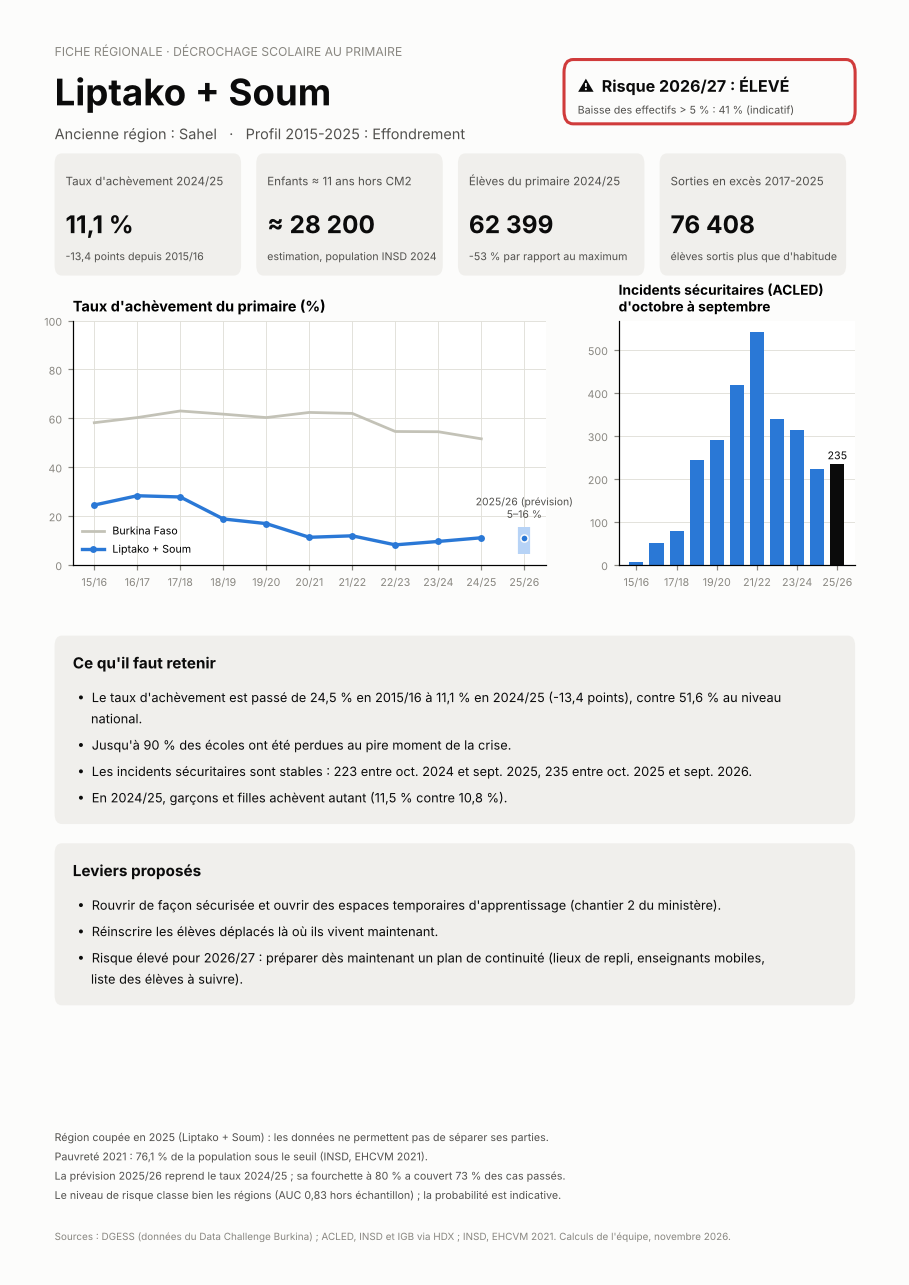 FICHE RÉGIONALE · DÉCROCHAGE SCOLAIRE AU PRIMAIRE
Liptako + Soum
Ancienne région : Sahel · Profil 2015-2025 : Effondrement
⚠ Risque 2026/27 : ÉLEVÉ
Baisse des effectifs > 5 % : 41 % (indicatif)
Taux d'achèvement 2024/25
11,1 %
-13,4 points depuis 2015/16
Enfants ≈ 11 ans hors CM2
≈ 28 200
estimation, population INSD 2024
Élèves du primaire 2024/25
62 399
-53 % par rapport au maximum
Sorties en excès 2017-2025
76 408
élèves sortis plus que d'habitude
Taux d'achèvement du primaire (%)
100
80
60
40
20
0
2025/26 (prévision)
5–16 %
Burkina Faso
Liptako + Soum
15/16 16/17 17/18 18/19 19/20 20/21 21/22 22/23 23/24 24/25 25/26
Incidents sécuritaires (ACLED)
d'octobre à septembre
500
400
300
200
100
0
235
15/16 17/18 19/20 21/22 23/24 25/26
Ce qu'il faut retenir
• Le taux d'achèvement est passé de 24,5 % en 2015/16 à 11,1 % en 2024/25 (-13,4 points), contre 51,6 % au niveau
national.
• Jusqu'à 90 % des écoles ont été perdues au pire moment de la crise.
• Les incidents sécuritaires sont stables : 223 entre oct. 2024 et sept. 2025, 235 entre oct. 2025 et sept. 2026.
• En 2024/25, garçons et filles achèvent autant (11,5 % contre 10,8 %).
Leviers proposés
• Rouvrir de façon sécurisée et ouvrir des espaces temporaires d'apprentissage (chantier 2 du ministère).
• Réinscrire les élèves déplacés là où ils vivent maintenant.
• Risque élevé pour 2026/27 : préparer dès maintenant un plan de continuité (lieux de repli, enseignants mobiles,
liste des élèves à suivre).
Région coupée en 2025 (Liptako + Soum) : les données ne permettent pas de séparer ses parties.
Pauvreté 2021 : 76,1 % de la population sous le seuil (INSD, EHCVM 2021).
La prévision 2025/26 reprend le taux 2024/25 ; sa fourchette à 80 % a couvert 73 % des cas passés.
Le niveau de risque classe bien les régions (AUC 0,83 hors échantillon) ; la probabilité est indicative.
Sources : DGESS (données du Data Challenge Burkina) ; ACLED, INSD et IGB via HDX ; INSD, EHCVM 2021. Calculs de l'équipe, novembre 2026.